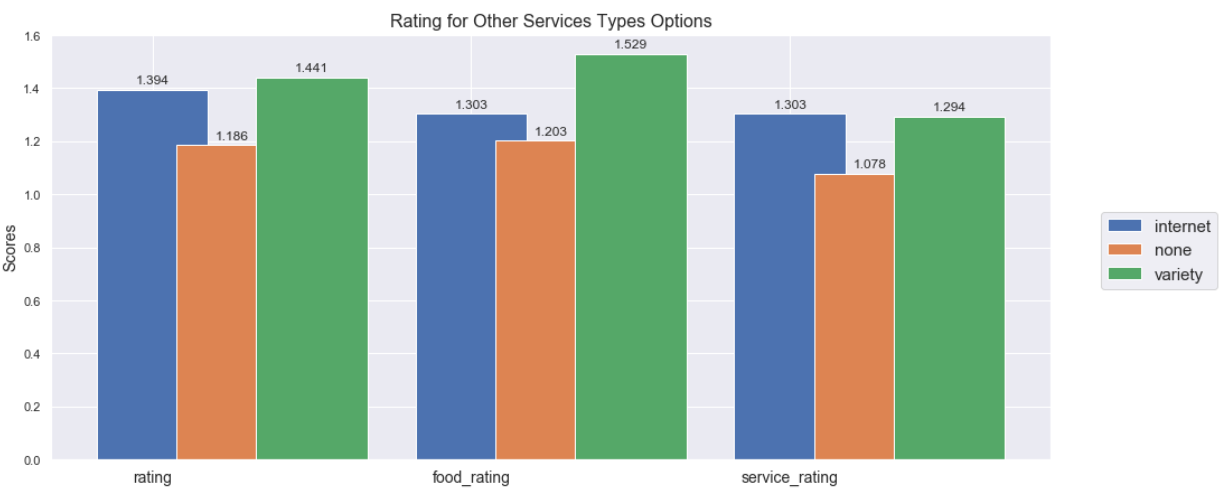 Rating for Other Services Types Options
Scores
1.6
1.4
1.2
1.0
0.8
0.6
0.4
0.2
0.0
1.394
1.186
1.441
1.303
1.203
1.529
1.303
1.078
1.294
rating
food_rating
service_rating
internet
none
variety